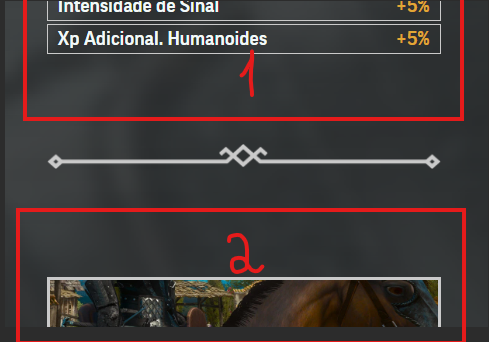 Intensidade de Sinal +5%
Xp Adicional. Humanoides +5%
1
2